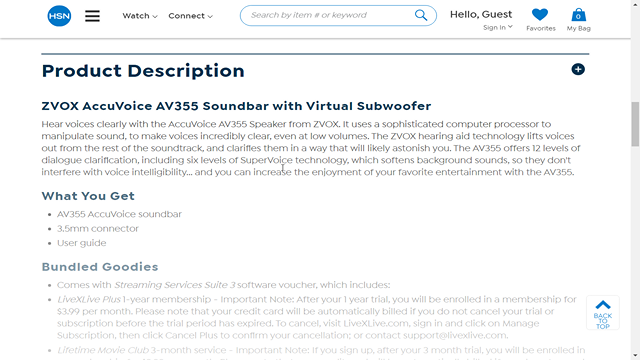 HSN
Watch
Connect
Search by item # or keyword
Hello, Guest
Sign In
Favorites
0
My Bag
Product Description
ZVOX AccuVoice AV355 Soundbar with Virtual Subwoofer
Hear voices clearly with the AccuVoice AV355 Speaker from ZVOX. It uses a sophisticated computer processor to
manipulate sound, to make voices incredibly clear, even at low volumes. The ZVOX hearing aid technology lifts voices
out from the rest of the soundtrack, and clarifies them in a way that will likely astonish you. The AV355 offers 12 levels of
dialogue clarification, including six levels of SuperVoice technology, which softens background sounds, so they don't
interfere with voice intelligibility... and you can increase the enjoyment of your favorite entertainment with the AV355.
What You Get
• AV355 AccuVoice soundbar
• 3.5mm connector
• User guide
Bundled Goodies
• Comes with Streaming Services Suite 3 software voucher, which includes:
• LiveXLive Plus 1-year membership - Important Note: After your 1 year trial, you will be enrolled in a membership for
$3.99 per month. Please note that your credit card will be automatically billed if you do not cancel your trial or
subscription before the trial period has expired. To cancel, visit LiveXLive.com, sign in and click on Manage
Subscription, then click Cancel Plus to confirm your cancellation; or contact support@livexlive.com.
• Lifetime Movie Club 3-month service - Important Note: If you sign up, after your 3 month trial, you will be enrolled in
BACK
TO
TOP